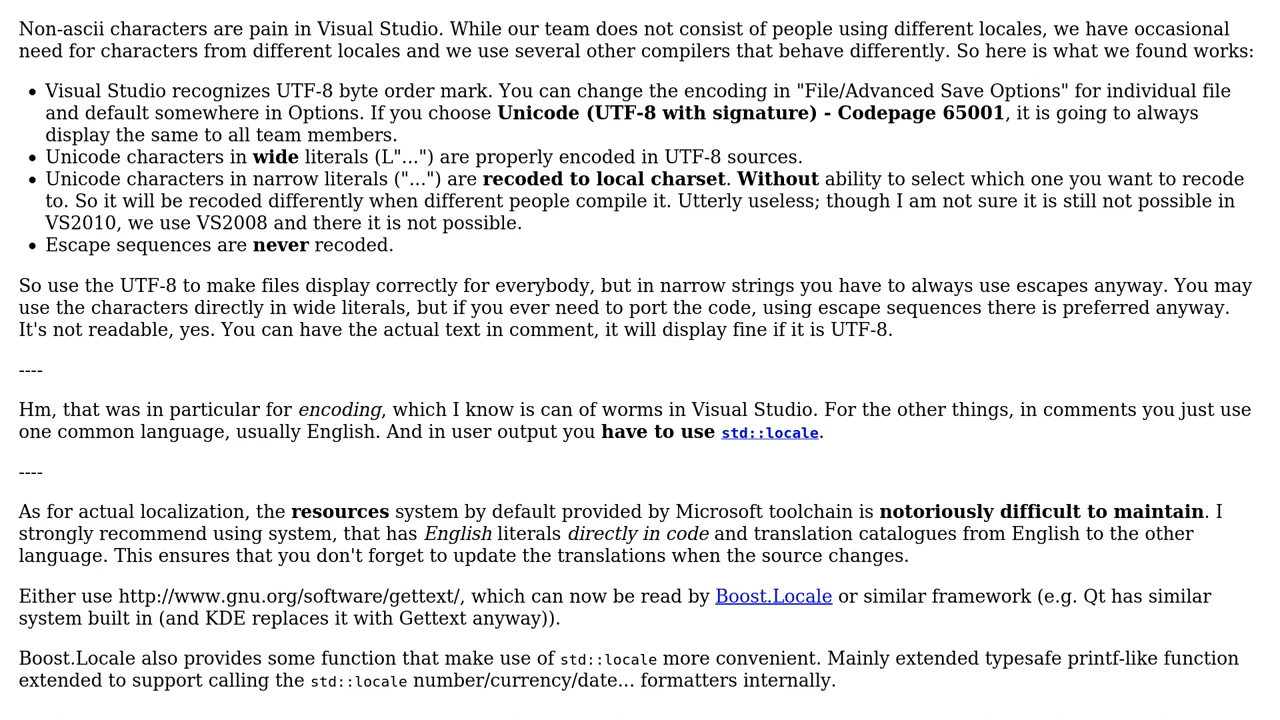 Non-ascii characters are pain in Visual Studio. While our team does not consist of people using different locales, we have occasional
need for characters from different locales and we use several other compilers that behave differently. So here is what we found works:
• Visual Studio recognizes UTF-8 byte order mark. You can change the encoding in "File/Advanced Save Options" for individual file
and default somewhere in Options. If you choose Unicode (UTF-8 with signature) - Codepage 65001, it is going to always
display the same to all team members.
• Unicode characters in wide literals (L"...") are properly encoded in UTF-8 sources.
• Unicode characters in narrow literals ("...") are recoded to local charset. Without ability to select which one you want to recode
to. So it will be recoded differently when different people compile it. Utterly useless; though I am not sure it is still not possible in
VS2010, we use VS2008 and there it is not possible.
• Escape sequences are never recoded.
So use the UTF-8 to make files display correctly for everybody, but in narrow strings you have to always use escapes anyway. You may
use the characters directly in wide literals, but if you ever need to port the code, using escape sequences there is preferred anyway.
It's not readable, yes. You can have the actual text in comment, it will display fine if it is UTF-8.
----
Hm, that was in particular for encoding, which I know is can of worms in Visual Studio. For the other things, in comments you just use
one common language, usually English. And in user output you have to use std::locale.
----
As for actual localization, the resources system by default provided by Microsoft toolchain is notoriously difficult to maintain. I
strongly recommend using system, that has English literals directly in code and translation catalogues from English to the other
language. This ensures that you don't forget to update the translations when the source changes.
Either use http://www.gnu.org/software/gettext/, which can now be read by Boost.Locale or similar framework (e.g. Qt has similar
system built in (and KDE replaces it with Gettext anyway)).
Boost.Locale also provides some function that make use of std::locale more convenient. Mainly extended typesafe printf-like function
extended to support calling the std::locale number/currency/date... formatters internally.